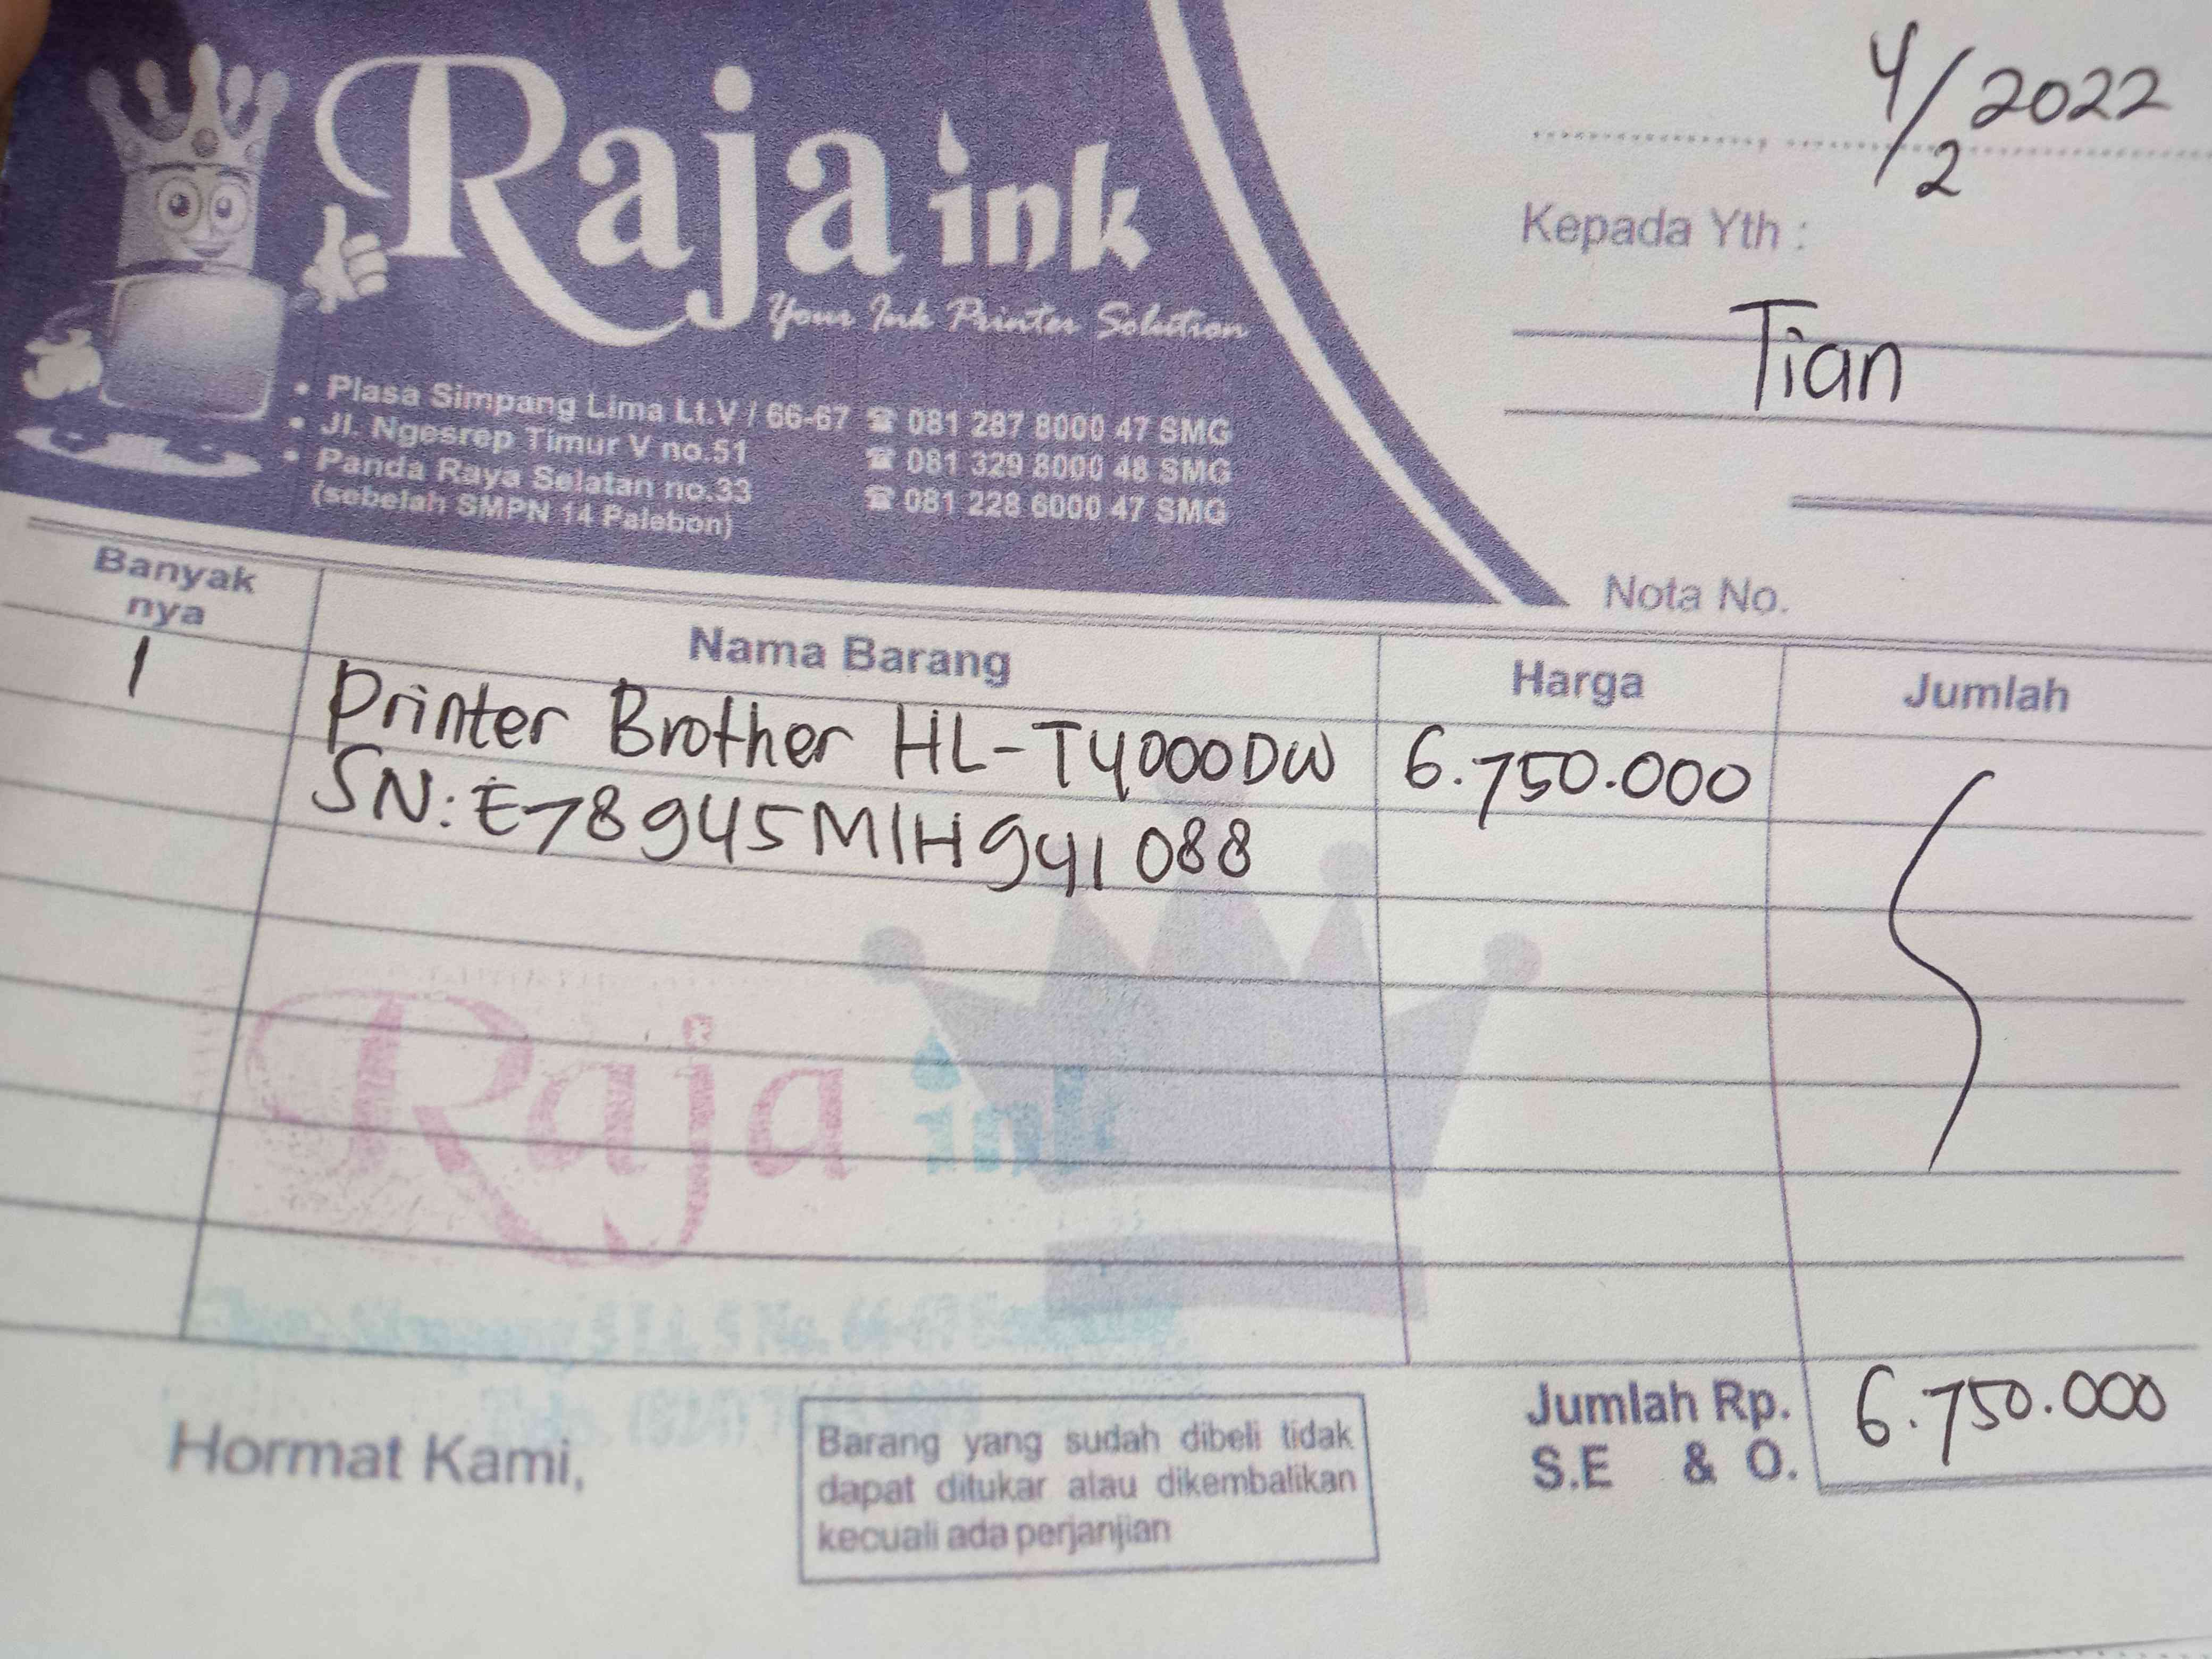 Raja ink
Your Ink Printer Solution
• Plasa Simpang Lima Lt.V / 66-67 ☎ 081 287 8000 47 SMG
• Jl. Ngesrep Timur V no.51 ☎ 081 329 8000 48 SMG
• Panda Raya Selatan no.33 ☎ 081 228 6000 47 SMG
(sebelah SMPN 14 Palebon)
4/2 2022
Kepada Yth :
Tian
Nota No.
Banyak nya Nama Barang Harga Jumlah
1 Printer Brother HL-T4000DW 6.750.000
SN: E78945M1H941088
Raja ink
Jumlah Rp. 6.750.000
S.E & O.
Hormat Kami,
Barang yang sudah dibeli tidak
dapat ditukar atau dikembalikan
kecuali ada perjanjian